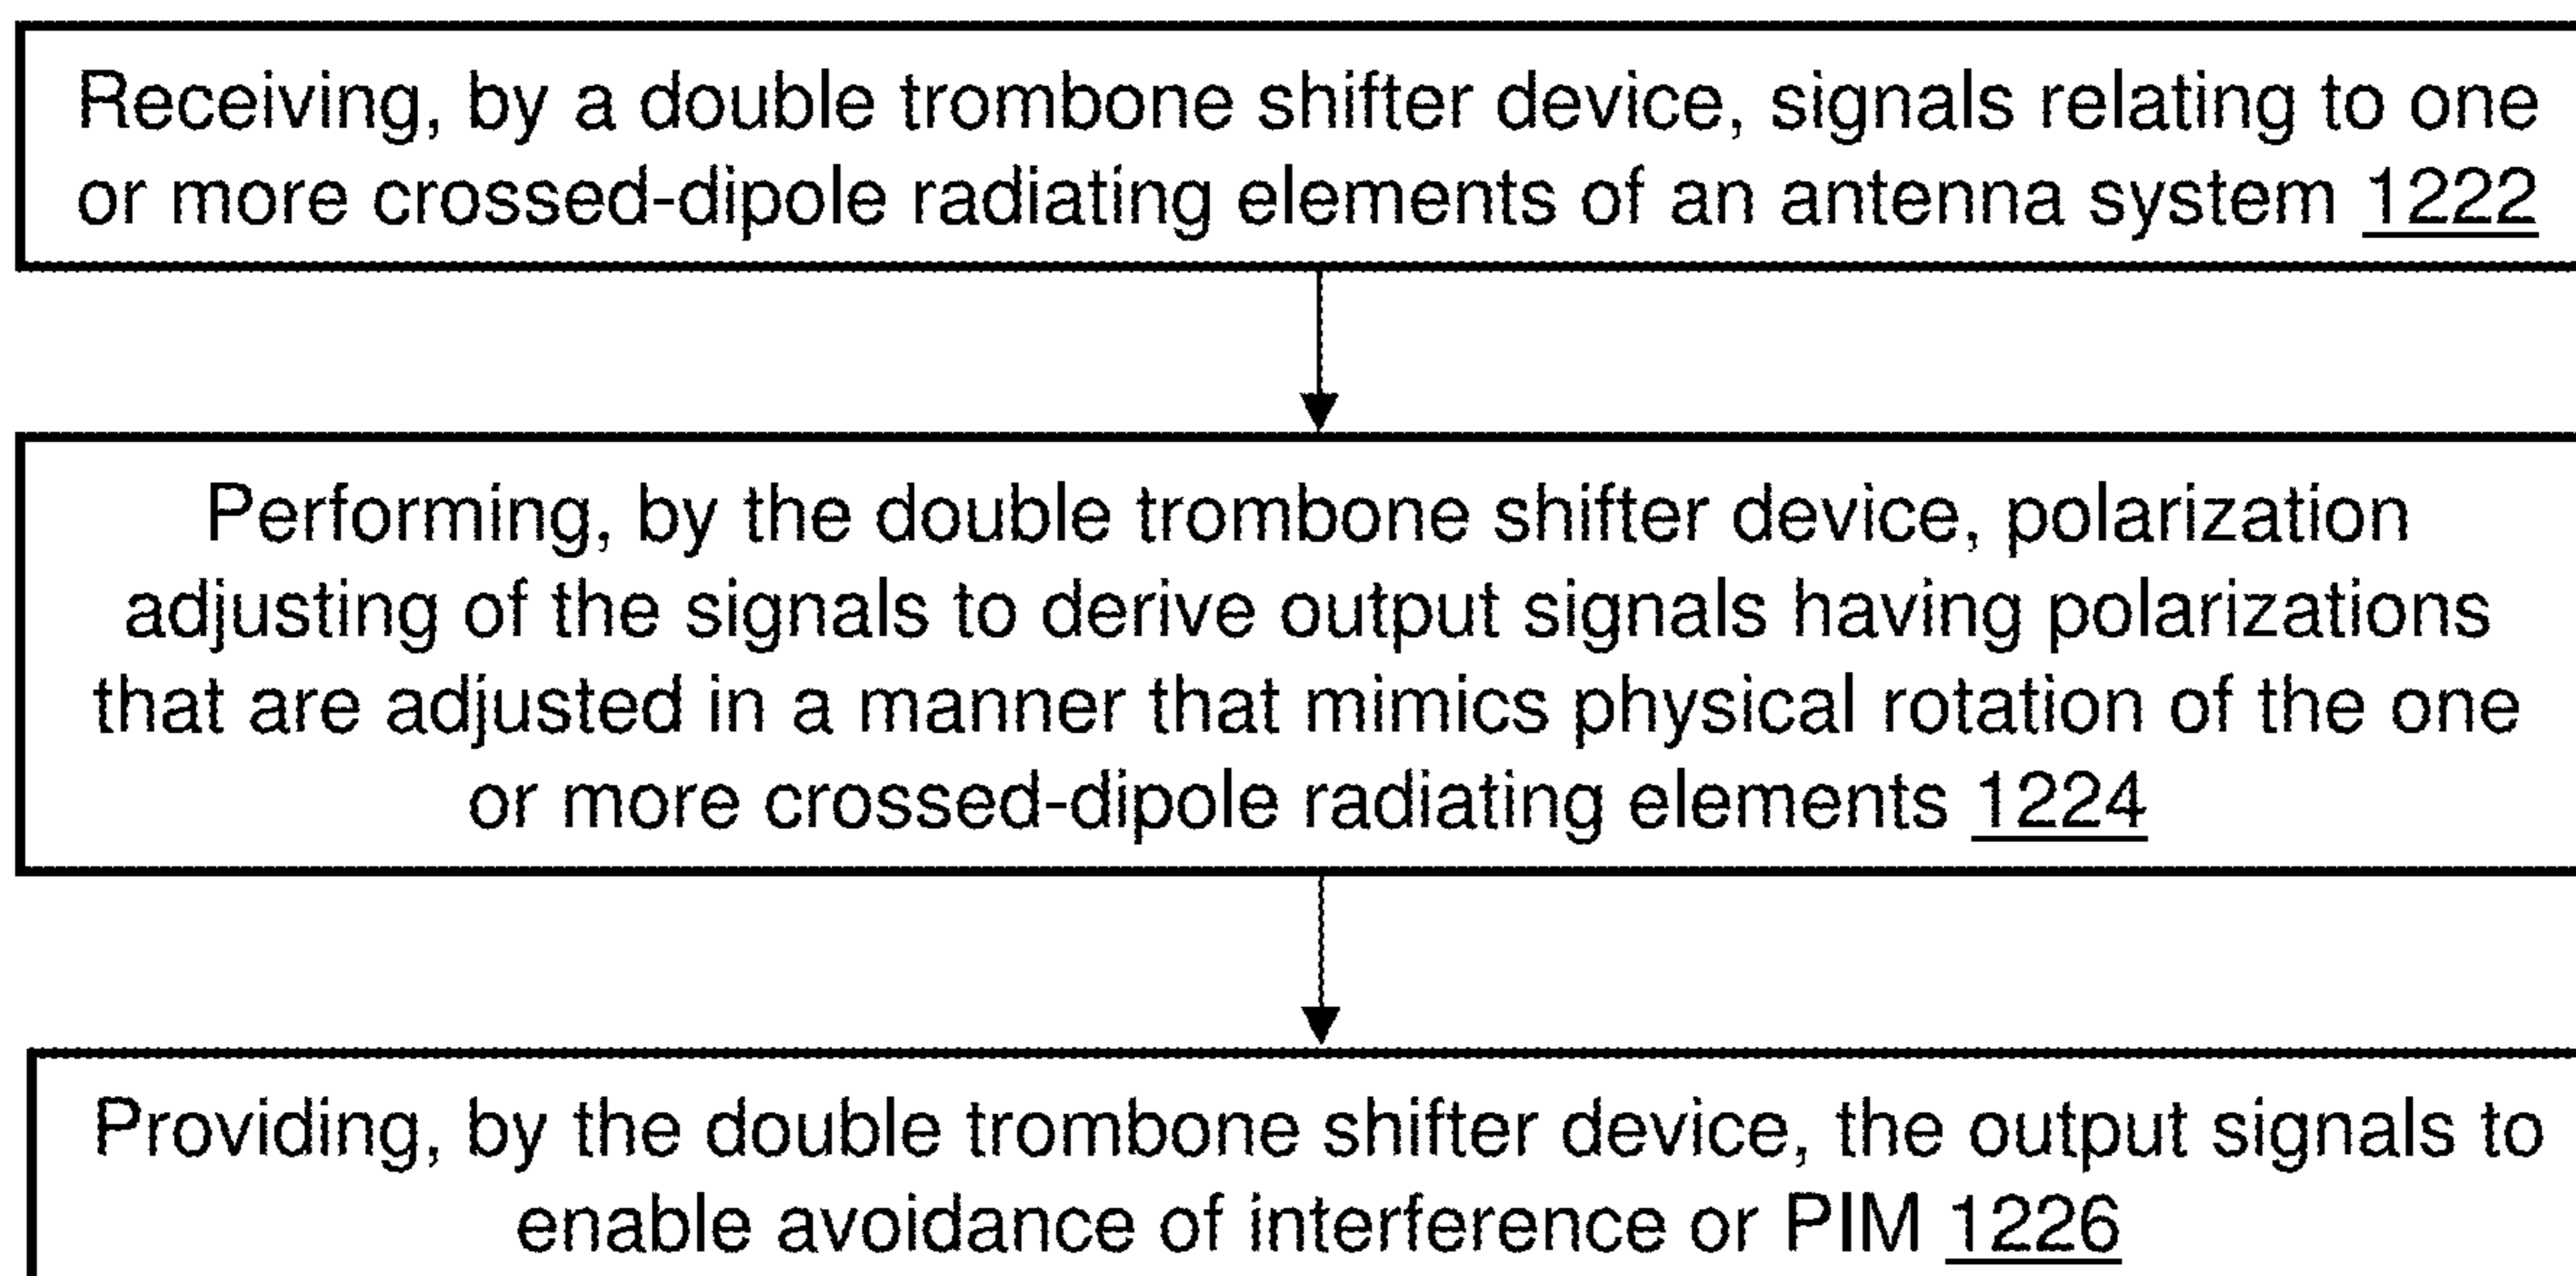 Receiving, by a double trombone shifter device, signals relating to one
or more crossed-dipole radiating elements of an antenna system 1222
Performing, by the double trombone shifter device, polarization
adjusting of the signals to derive output signals having polarizations
that are adjusted in a manner that mimics physical rotation of the one
or more crossed-dipole radiating elements 1224
Providing, by the double trombone shifter device, the output signals to
enable avoidance of interference or PIM 1226